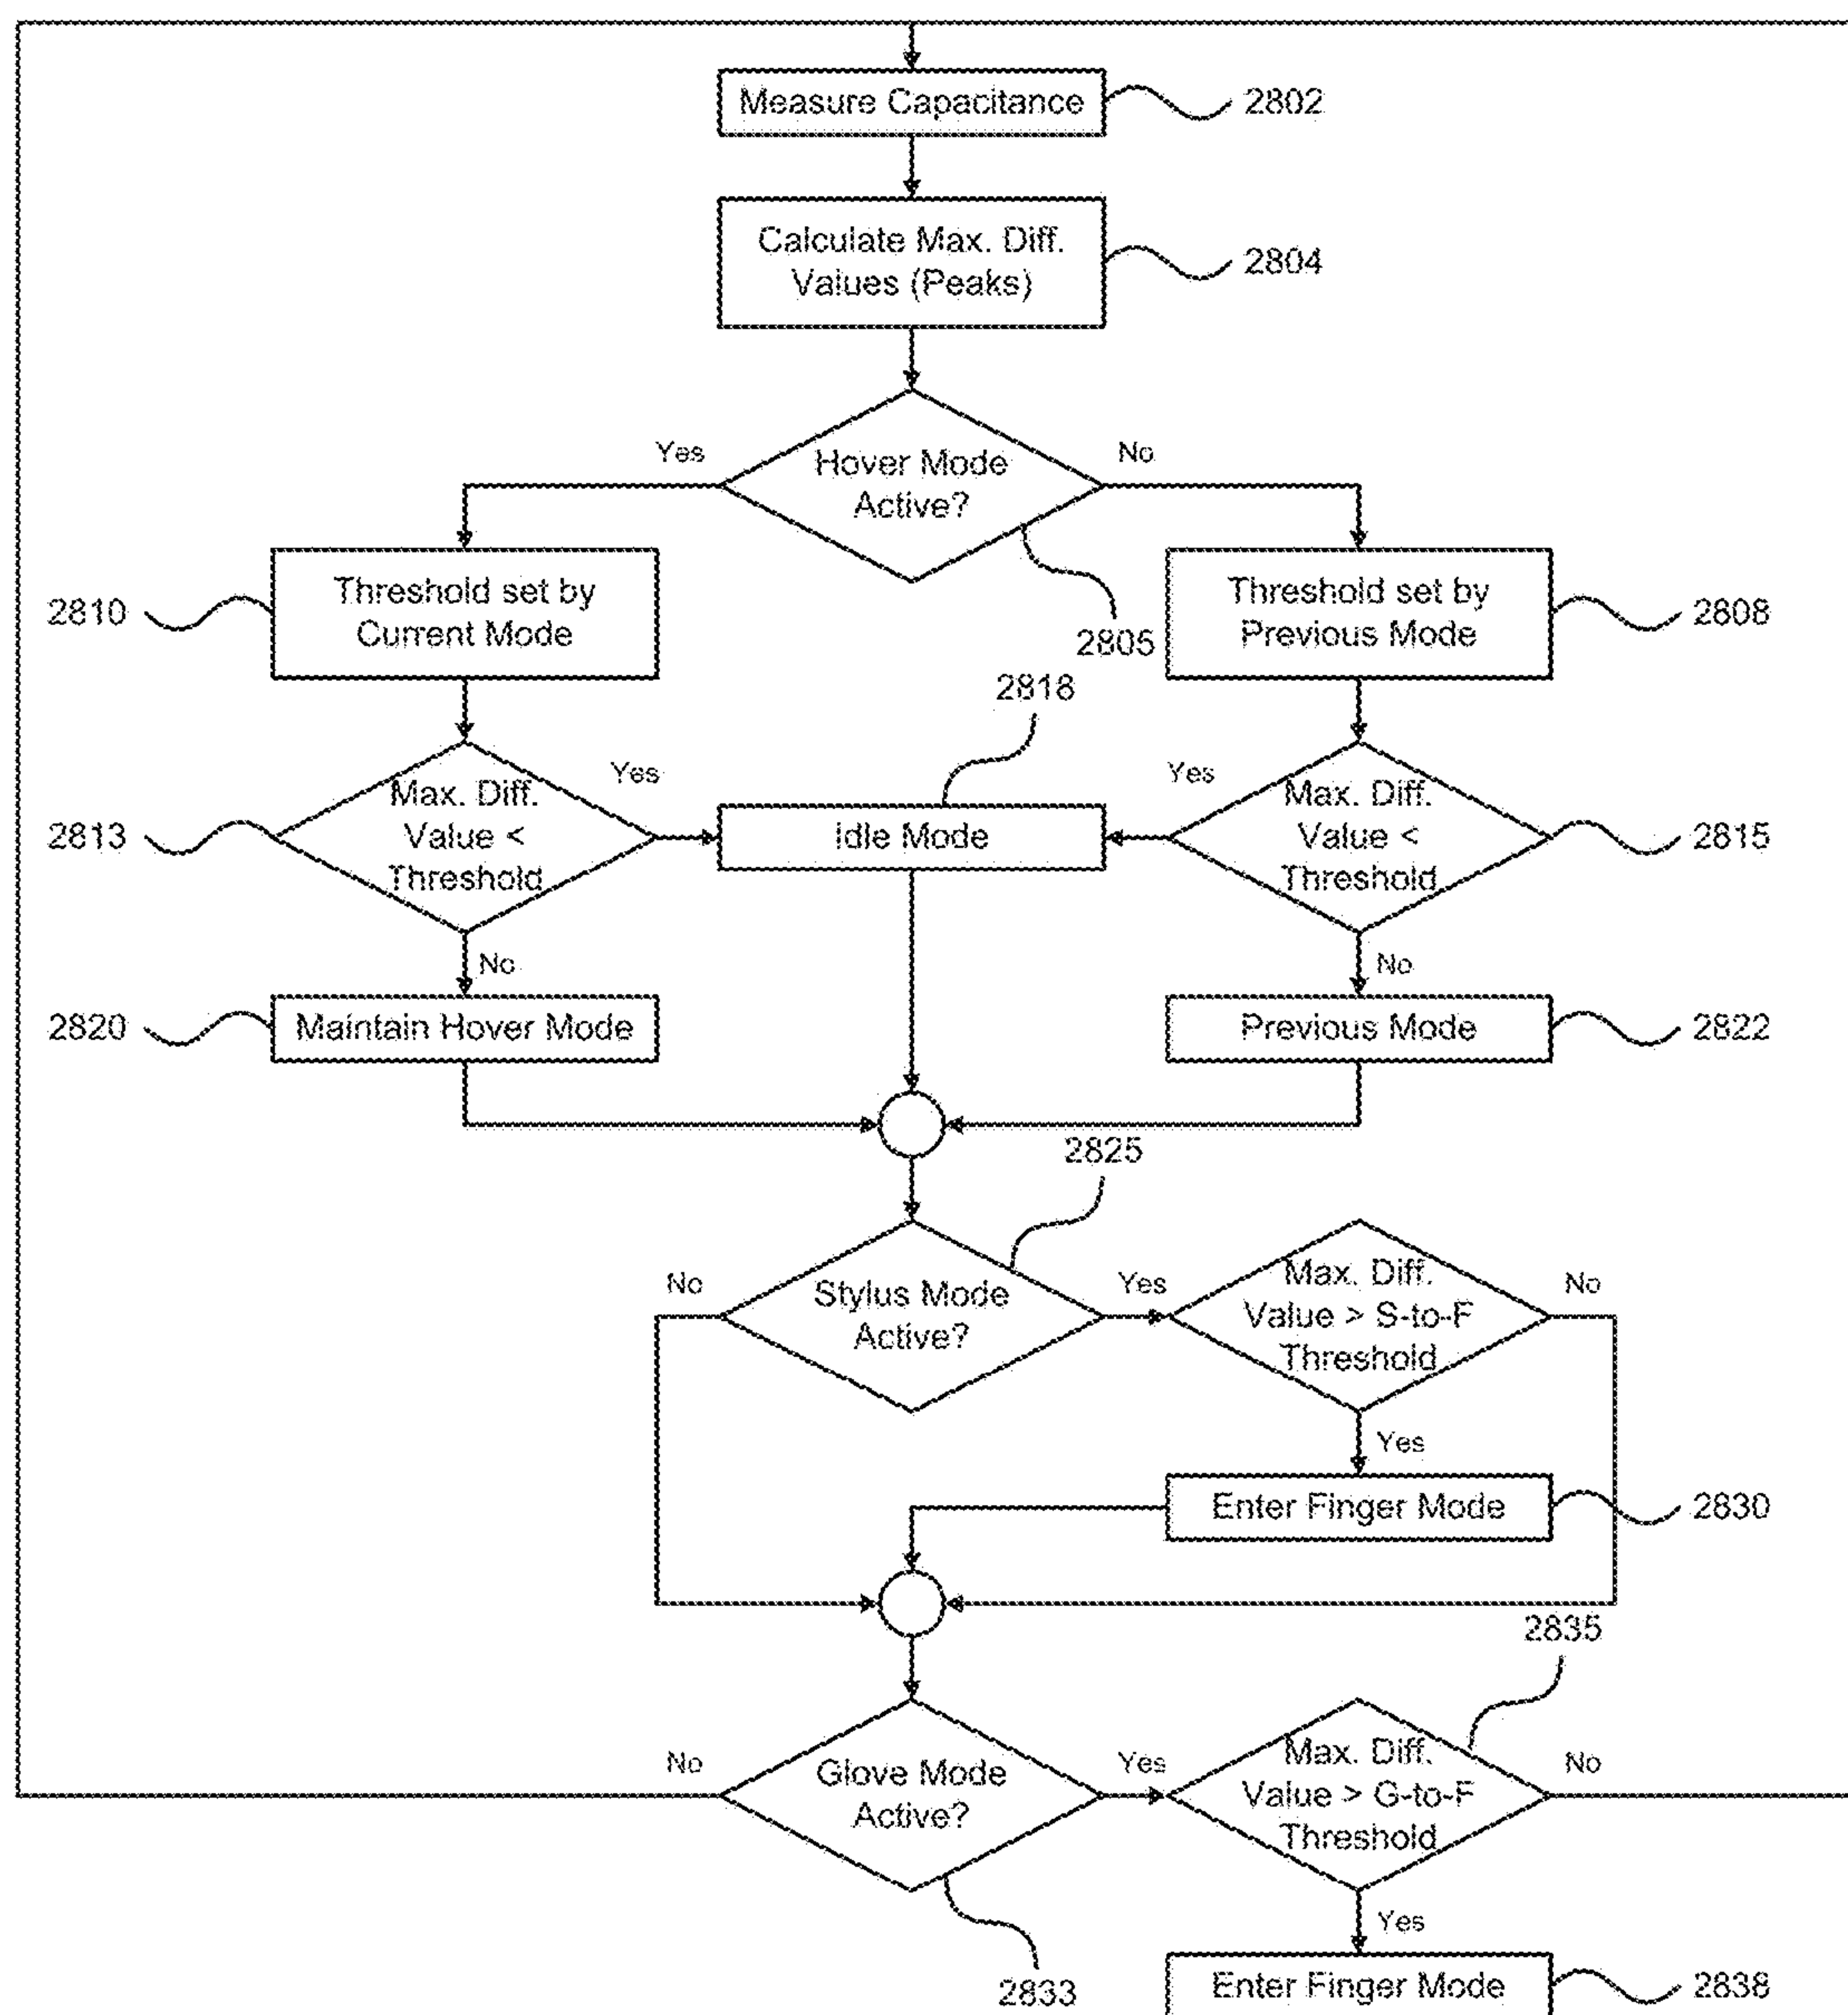 Measure Capacitance
2802
Calculate Max. Diff.
Values (Peaks)
2804
Yes
Hover Mode
Active?
No
2805
2810
Threshold set by
Current Mode
Threshold set by
Previous Mode
2808
2818
2813
Max. Diff.
Value <
Threshold
Yes
Idle Mode
Yes
Max. Diff.
Value <
Threshold
2815
No
No
2820
Maintain Hover Mode
Previous Mode
2822
2825
No
Stylus Mode
Active?
Yes
Max. Diff.
Value > S-to-F
Threshold
No
Yes
Enter Finger Mode
2830
2835
No
Glove Mode
Active?
Yes
Max. Diff.
Value > G-to-F
Threshold
No
2833
Yes
Enter Finger Mode
2838